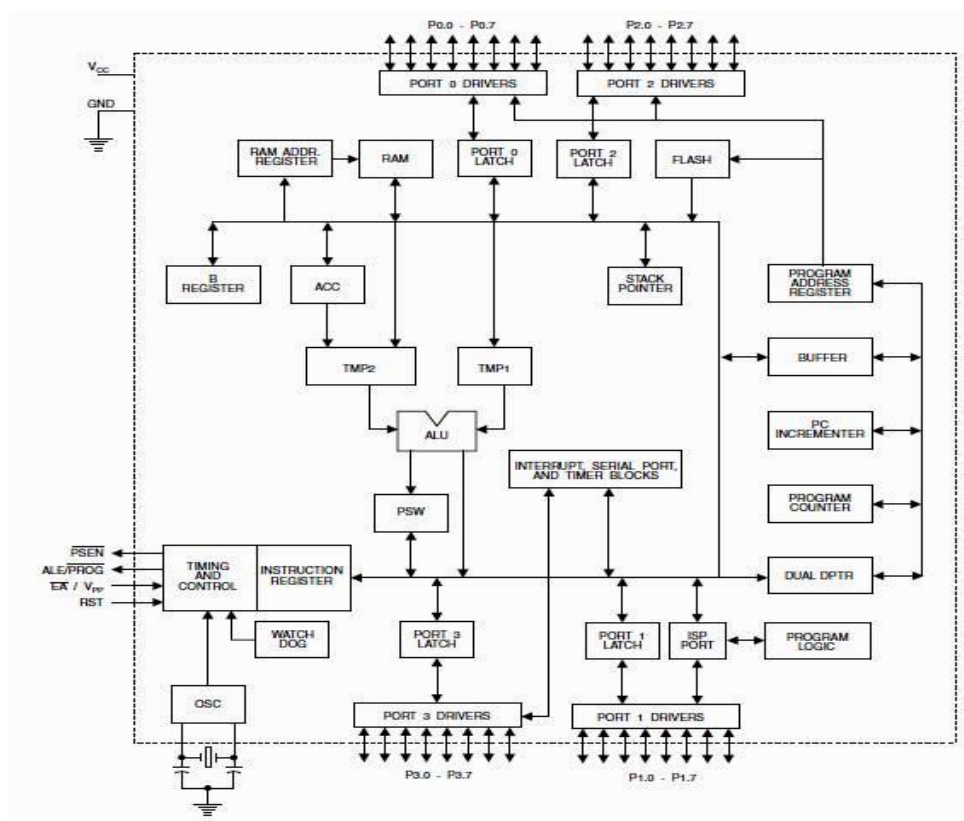 P0.0 - P0.7
P2.0 - P2.7
VCC
PORT 0 DRIVERS
PORT 2 DRIVERS
GND
RAM ADDR.
REGISTER
RAM
PORT 0
LATCH
PORT 2
LATCH
FLASH
B
REGISTER
ACC
STACK
POINTER
PROGRAM
ADDRESS
REGISTER
TMP2
TMP1
BUFFER
ALU
PC
INCREMENTER
INTERRUPT, SERIAL PORT,
AND TIMER BLOCKS
PSW
PROGRAM
COUNTER
PSEN
ALE/PROG
EA / VPP
RST
TIMING
AND
CONTROL
INSTRUCTION
REGISTER
DUAL DPTR
WATCH
DOG
PORT 3
LATCH
PORT 1
LATCH
ISP
PORT
PROGRAM
LOGIC
OSC
PORT 3 DRIVERS
PORT 1 DRIVERS
P3.0 - P3.7
P1.0 - P1.7